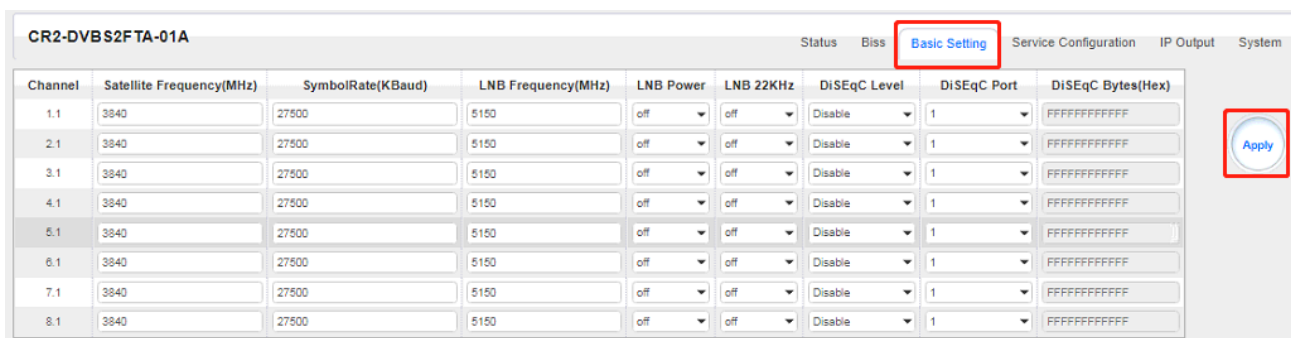 CR2-DVBS2FTA-01A
Status Biss Basic Setting Service Configuration IP Output System
Channel Satellite Frequency(MHz) SymbolRate(KBaud) LNB Frequency(MHz) LNB Power LNB 22KHz DiSEqC Level DiSEqC Port DiSEqC Bytes(Hex)
1.1 3840 27500 5150 off off Disable 1 FFFFFFFFFFFF
2.1 3840 27500 5150 off off Disable 1 FFFFFFFFFFFF
Apply
3.1 3840 27500 5150 off off Disable 1 FFFFFFFFFFFF
4.1 3840 27500 5150 off off Disable 1 FFFFFFFFFFFF
5.1 3840 27500 5150 off off Disable 1 FFFFFFFFFFFF
6.1 3840 27500 5150 off off Disable 1 FFFFFFFFFFFF
7.1 3840 27500 5150 off off Disable 1 FFFFFFFFFFFF
8.1 3840 27500 5150 off off Disable 1 FFFFFFFFFFFF